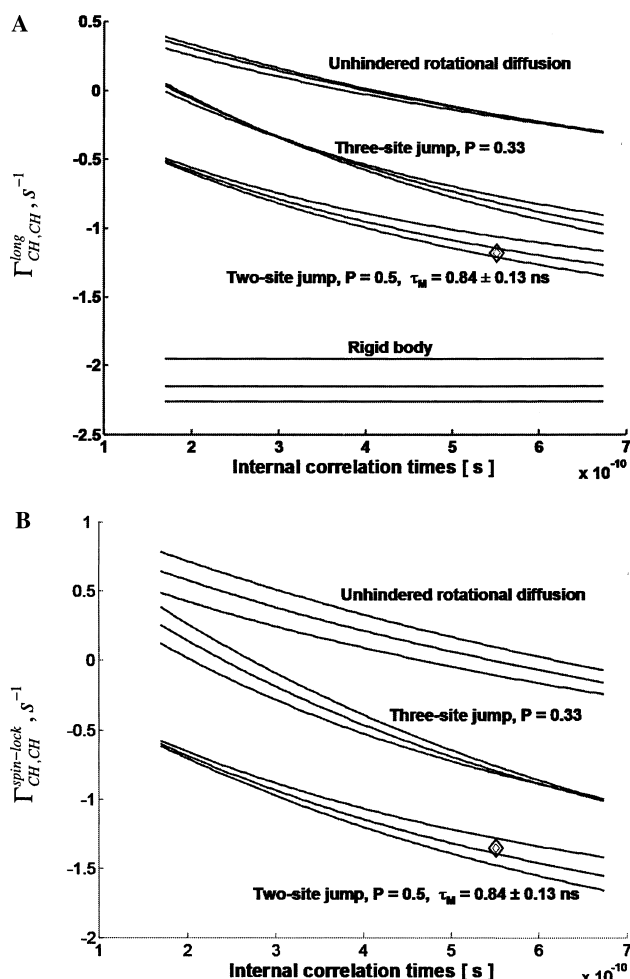 A
0.5
Unhindered rotational diffusion
0
Three-site jump, P = 0.33
-0.5
Γ^{long}_{CH,CH}, s^{-1}
-1
Two-site jump, P = 0.5, τ_M = 0.84 ± 0.13 ns
-1.5
Rigid body
-2
-2.5
1 2 3 4 5 6 7
Internal correlation times [ s ]
x 10^{-10}
B
1
Unhindered rotational diffusion
0.5
0
Three-site jump, P = 0.33
-0.5
Γ^{spin-lock}_{CH,CH}, s^{-1}
-1
-1.5
Two-site jump, P = 0.5, τ_M = 0.84 ± 0.13 ns
-2
1 2 3 4 5 6 7
Internal correlation times [ s ]
x 10^{-10}